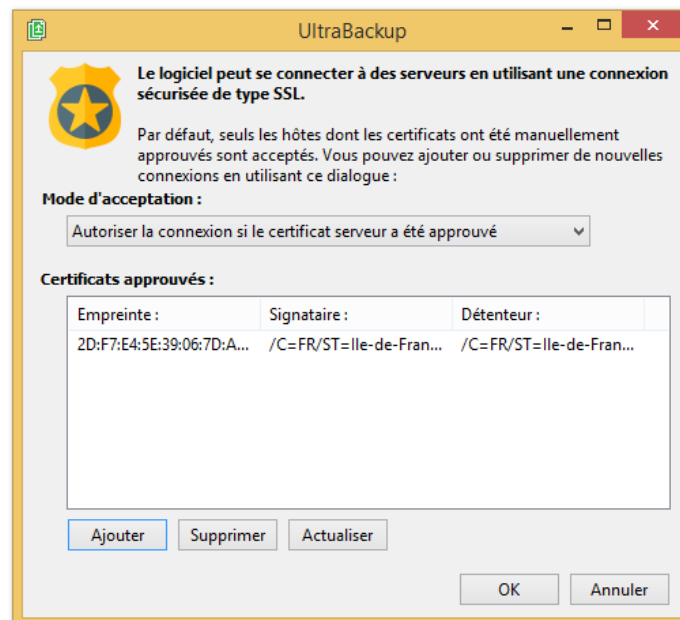 UltraBackup
Le logiciel peut se connecter à des serveurs en utilisant une connexion
sécurisée de type SSL.
Par défaut, seuls les hôtes dont les certificats ont été manuellement
approuvés sont acceptés. Vous pouvez ajouter ou supprimer de nouvelles
connexions en utilisant ce dialogue :
Mode d'acceptation :
Autoriser la connexion si le certificat serveur a été approuvé
Certificats approuvés :
Empreinte : Signataire : Détenteur :
2D:F7:E4:5E:39:06:7D:A... /C=FR/ST=Ile-de-Fran... /C=FR/ST=Ile-de-Fran...
Ajouter Supprimer Actualiser
OK Annuler